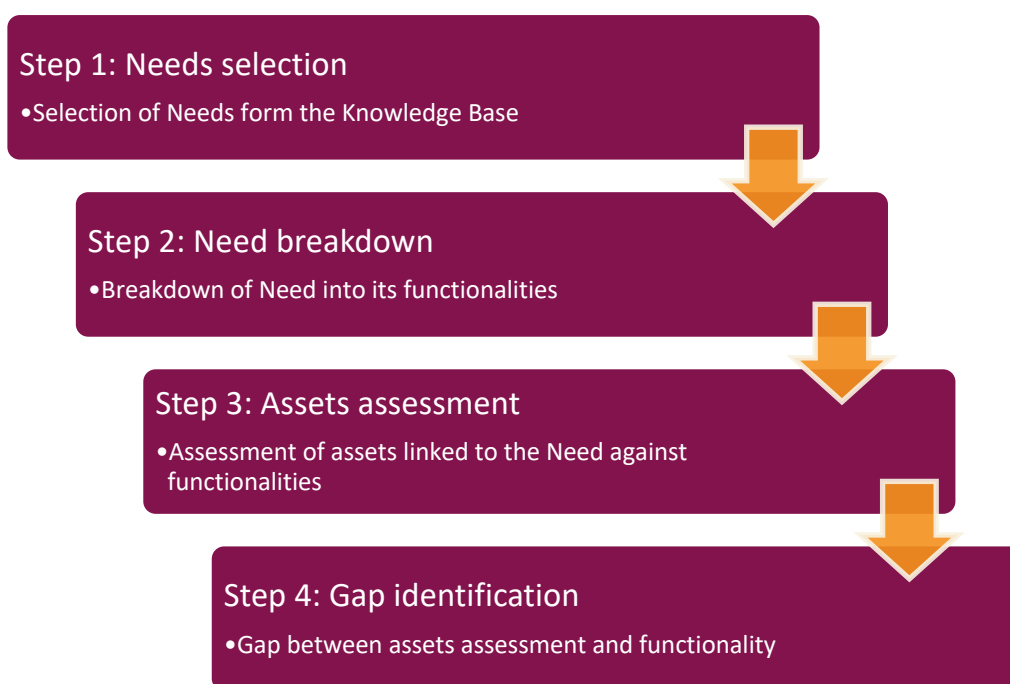 Step 1: Needs selection
•Selection of Needs form the Knowledge Base
Step 2: Need breakdown
•Breakdown of Need into its functionalities
Step 3: Assets assessment
•Assessment of assets linked to the Need against
functionalities
Step 4: Gap identification
•Gap between assets assessment and functionality